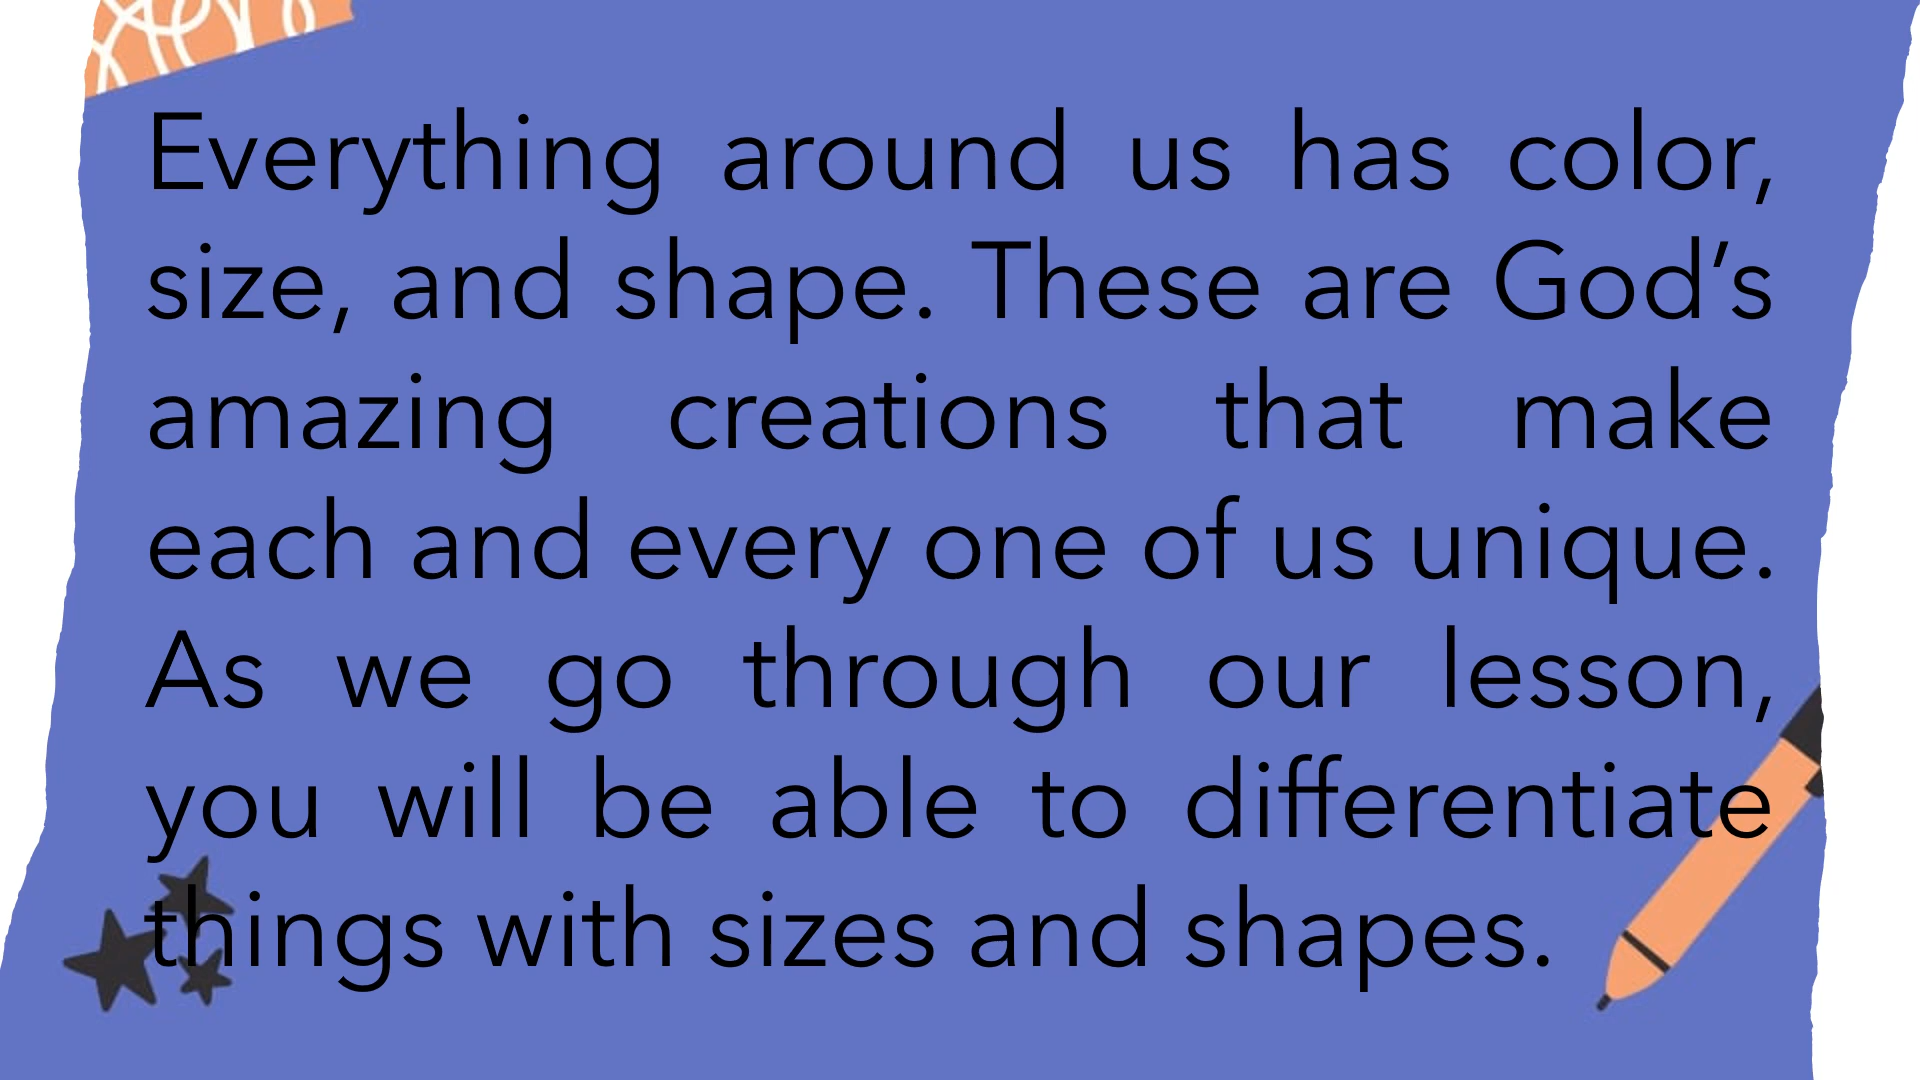 Everything around us has color,
size, and shape. These are God’s
amazing creations that make
each and every one of us unique.
As we go through our lesson,
you will be able to differentiate
things with sizes and shapes.